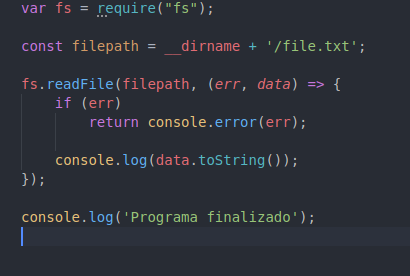 var fs = require("fs");
const filepath = __dirname + '/file.txt';
fs.readFile(filepath, (err, data) => {
    if (err)
        return console.error(err);
    console.log(data.toString());
});
console.log('Programa finalizado');